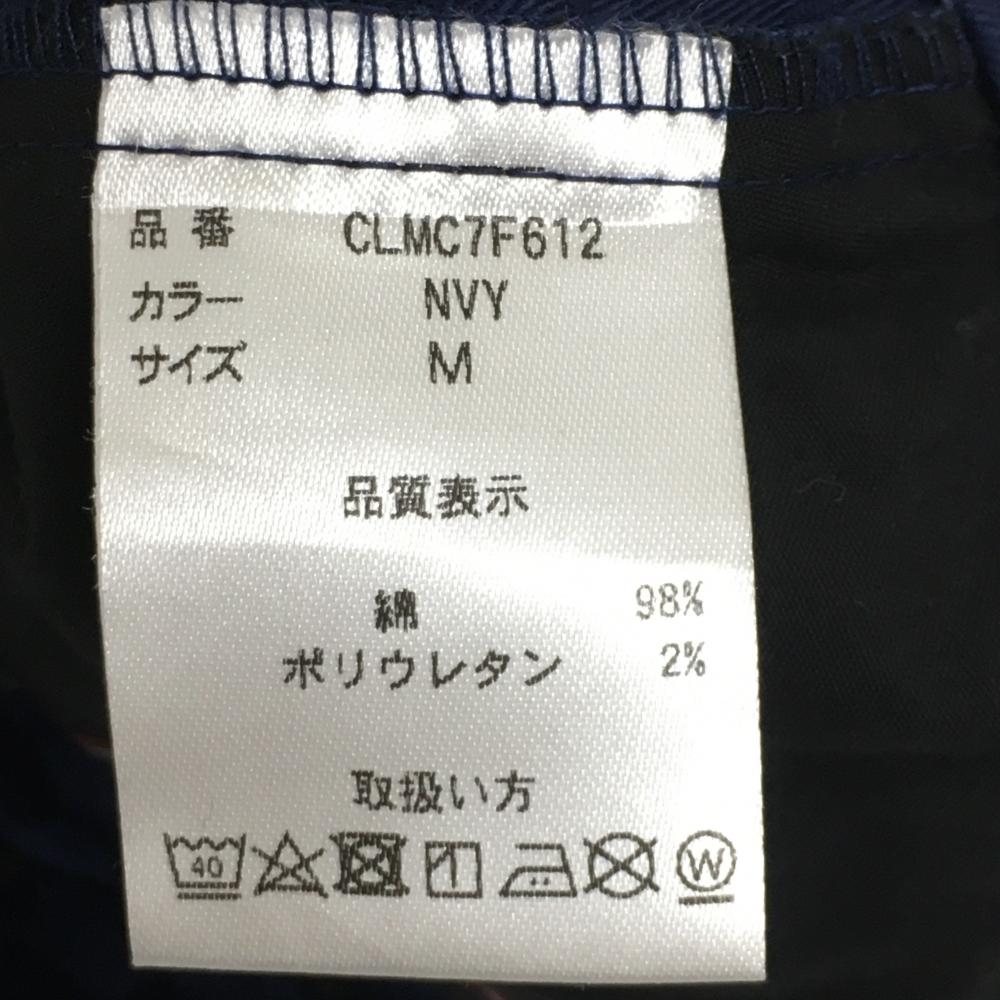 品番 CLMC7F612
カラー NVY
サイズ M
品質表示
綿 98%
ポリウレタン 2%
取扱い方
40 W